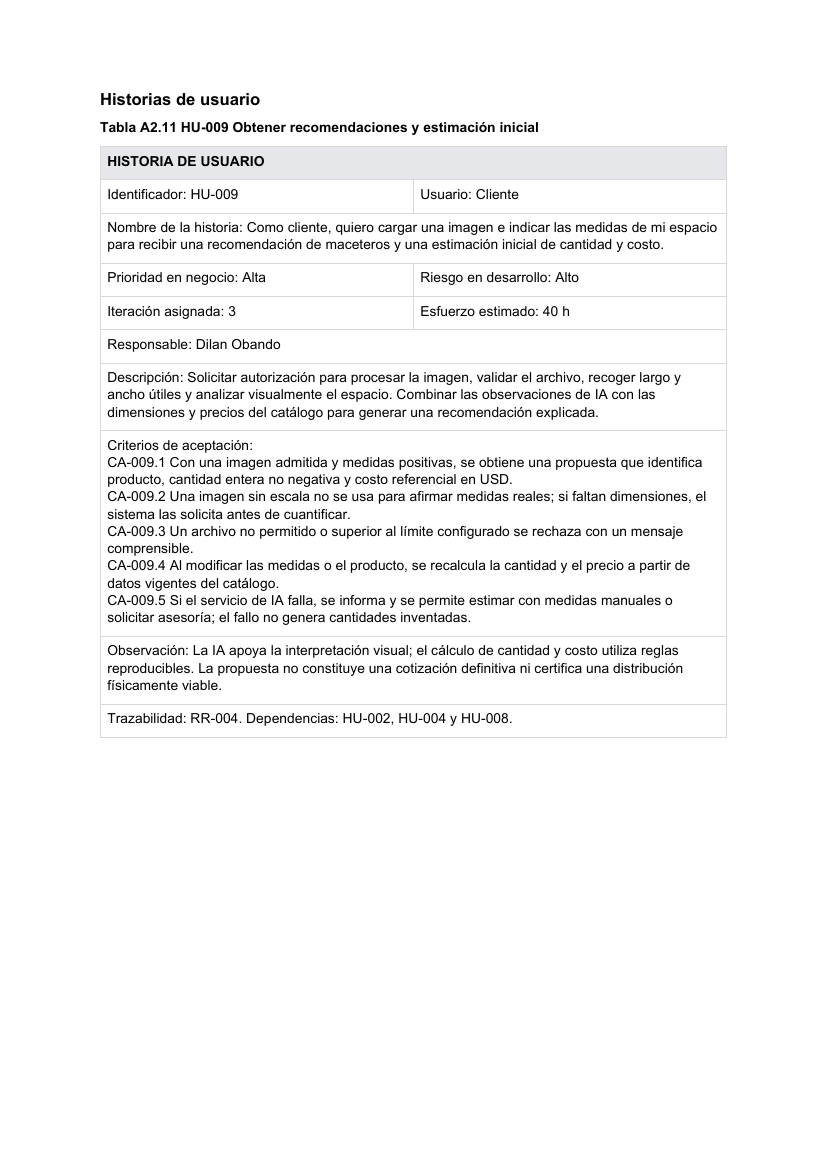 Historias de usuario
Tabla A2.11 HU-009 Obtener recomendaciones y estimación inicial
HISTORIA DE USUARIO
Identificador: HU-009
Usuario: Cliente
Nombre de la historia: Como cliente, quiero cargar una imagen e indicar las medidas de mi espacio
para recibir una recomendación de maceteros y una estimación inicial de cantidad y costo.
Prioridad en negocio: Alta
Riesgo en desarrollo: Alto
Iteración asignada: 3
Esfuerzo estimado: 40 h
Responsable: Dilan Obando
Descripción: Solicitar autorización para procesar la imagen, validar el archivo, recoger largo y
ancho útiles y analizar visualmente el espacio. Combinar las observaciones de IA con las
dimensiones y precios del catálogo para generar una recomendación explicada.
Criterios de aceptación:
CA-009.1 Con una imagen admitida y medidas positivas, se obtiene una propuesta que identifica
producto, cantidad entera no negativa y costo referencial en USD.
CA-009.2 Una imagen sin escala no se usa para afirmar medidas reales; si faltan dimensiones, el
sistema las solicita antes de cuantificar.
CA-009.3 Un archivo no permitido o superior al límite configurado se rechaza con un mensaje
comprensible.
CA-009.4 Al modificar las medidas o el producto, se recalcula la cantidad y el precio a partir de
datos vigentes del catálogo.
CA-009.5 Si el servicio de IA falla, se informa y se permite estimar con medidas manuales o
solicitar asesoría; el fallo no genera cantidades inventadas.
Observación: La IA apoya la interpretación visual; el cálculo de cantidad y costo utiliza reglas
reproducibles. La propuesta no constituye una cotización definitiva ni certifica una distribución
físicamente viable.
Trazabilidad: RR-004. Dependencias: HU-002, HU-004 y HU-008.